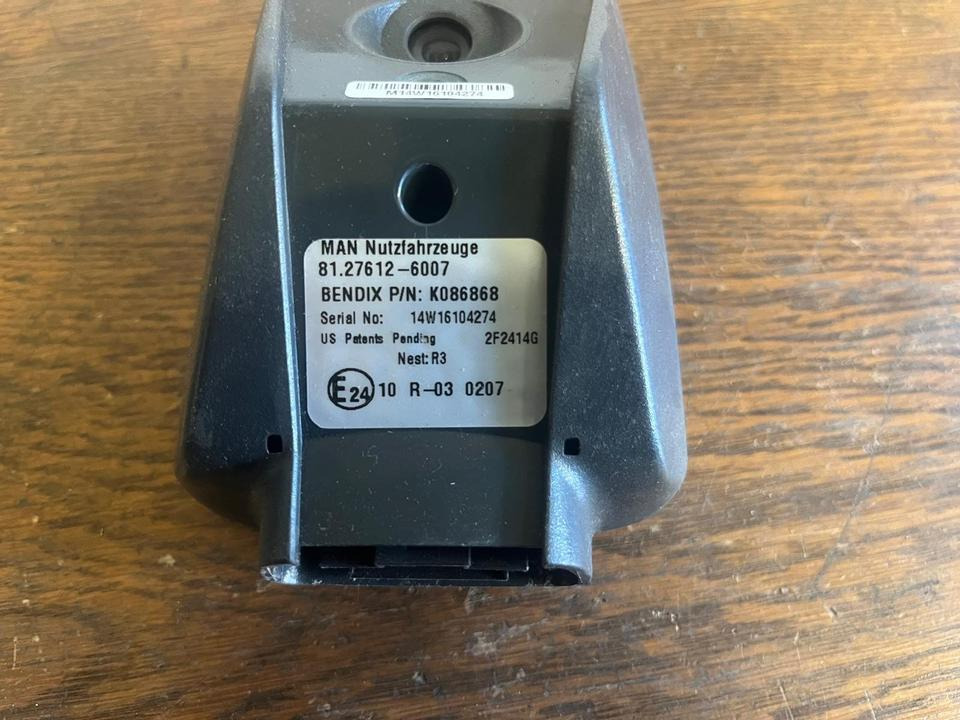 M14W16104274
MAN Nutzfahrzeuge
81.27612-6007
BENDIX P/N: K086868
Serial No: 14W16104274
US Patents Pending 2F2414G
Nest: R3
E24 10 R-03 0207